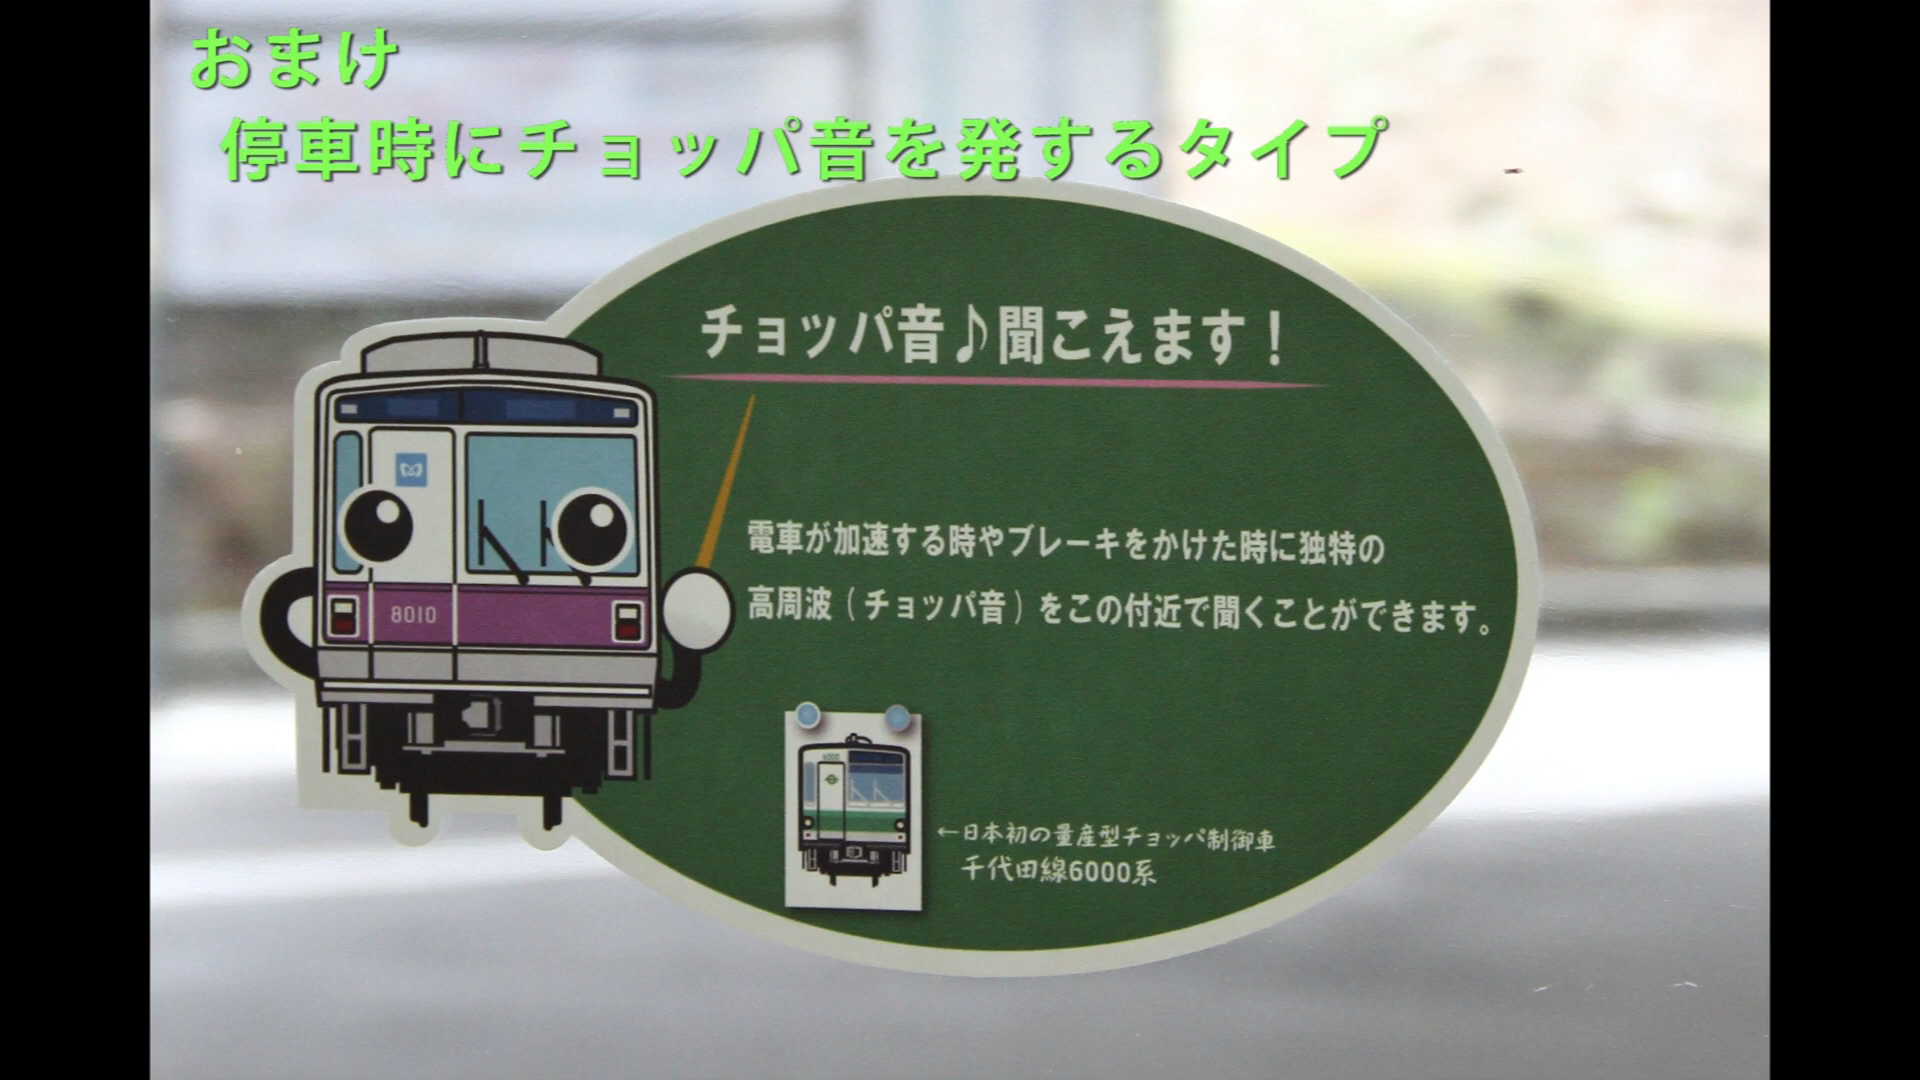 おまけ
停車時にチョッパ音を発するタイプ
チョッパ音♪聞こえます！
電車が加速する時やブレーキをかけた時に独特の
高周波（チョッパ音）をこの付近で聞くことができます。
8010
6000
←日本初の量産型チョッパ制御車
千代田線6000系